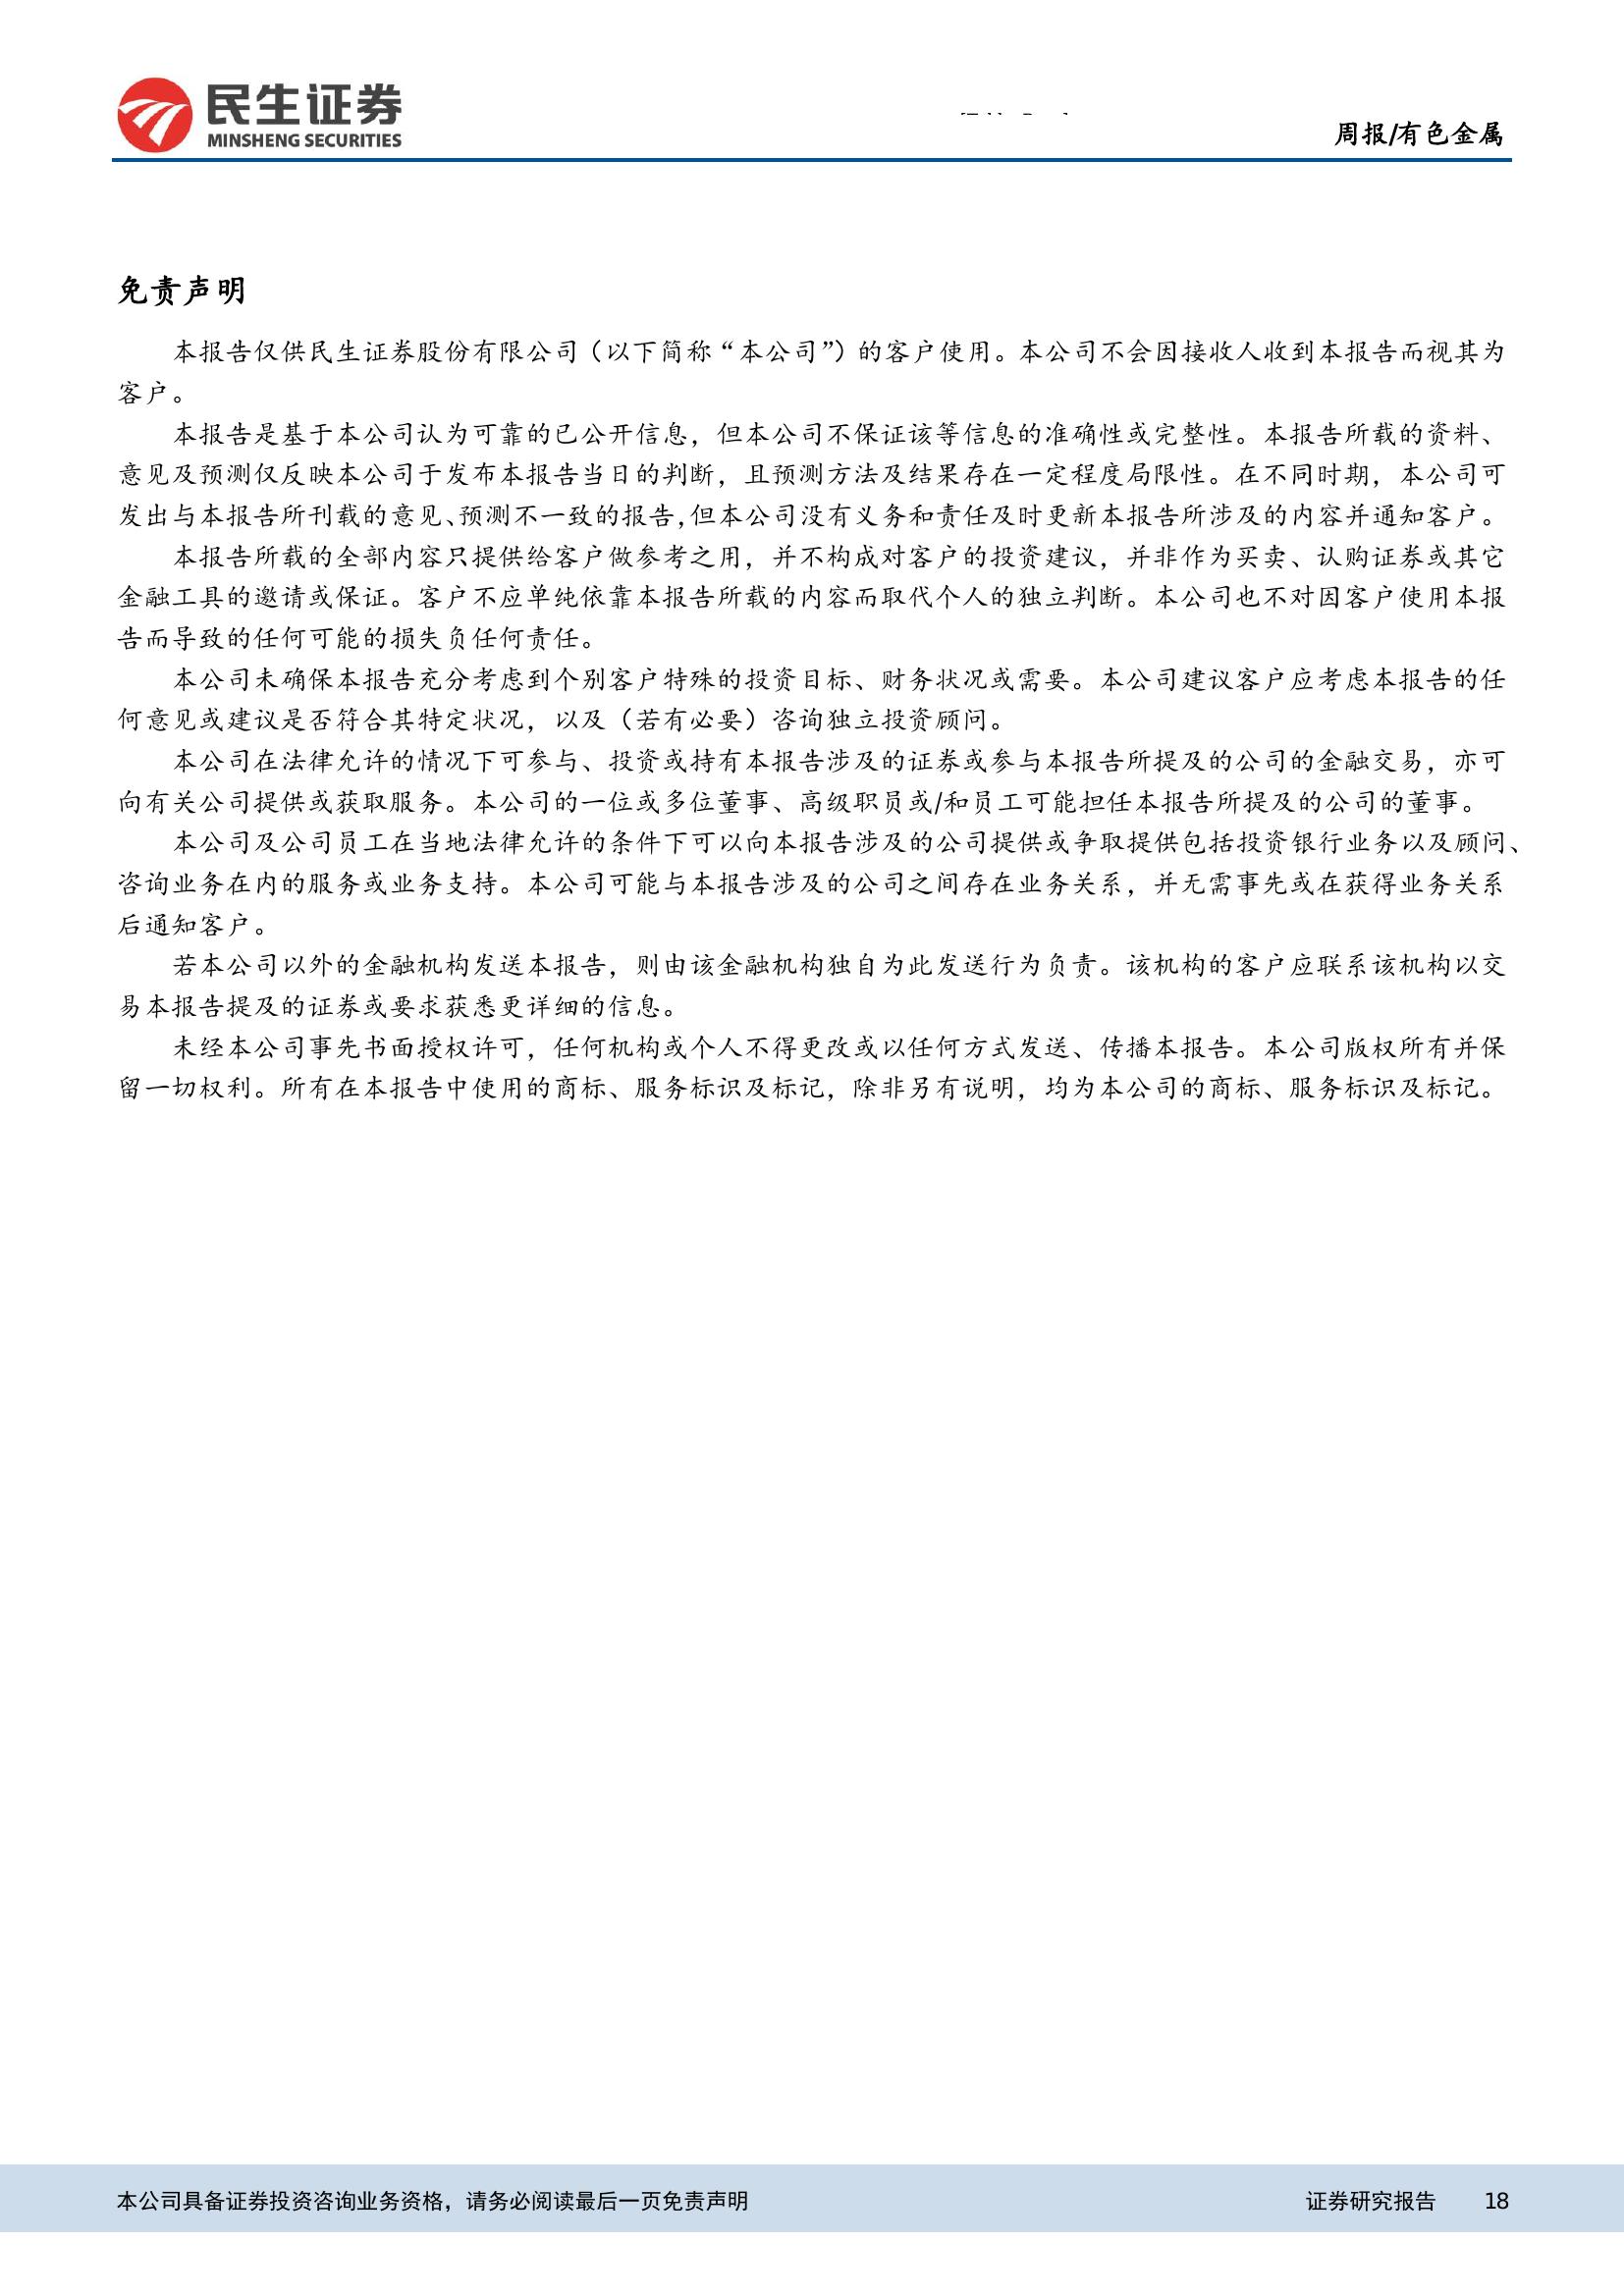 民生证券
MINSHENG SECURITIES
周报/有色金属
免责声明
本报告仅供民生证券股份有限公司（以下简称“本公司”）的客户使用。本公司不会因接收人收到本报告而视其为
客户。
本报告是基于本公司认为可靠的已公开信息，但本公司不保证该等信息的准确性或完整性。本报告所载的资料、
意见及预测仅反映本公司于发布本报告当日的判断，且预测方法及结果存在一定程度局限性。在不同时期，本公司可
发出与本报告所刊载的意见、预测不一致的报告,但本公司没有义务和责任及时更新本报告所涉及的内容并通知客户。
本报告所载的全部内容只提供给客户做参考之用，并不构成对客户的投资建议，并非作为买卖、认购证券或其它
金融工具的邀请或保证。客户不应单纯依靠本报告所载的内容而取代个人的独立判断。本公司也不对因客户使用本报
告而导致的任何可能的损失负任何责任。
本公司未确保本报告充分考虑到个别客户特殊的投资目标、财务状况或需要。本公司建议客户应考虑本报告的任
何意见或建议是否符合其特定状况，以及（若有必要）咨询独立投资顾问。
本公司在法律允许的情况下可参与、投资或持有本报告涉及的证券或参与本报告所提及的公司的金融交易，亦可
向有关公司提供或获取服务。本公司的一位或多位董事、高级职员或/和员工可能担任本报告所提及的公司的董事。
本公司及公司员工在当地法律允许的条件下可以向本报告涉及的公司提供或争取提供包括投资银行业务以及顾问、
咨询业务在内的服务或业务支持。本公司可能与本报告涉及的公司之间存在业务关系，并无需事先或在获得业务关系
后通知客户。
若本公司以外的金融机构发送本报告，则由该金融机构独自为此发送行为负责。该机构的客户应联系该机构以交
易本报告提及的证券或要求获悉更详细的信息。
未经本公司事先书面授权许可，任何机构或个人不得更改或以任何方式发送、传播本报告。本公司版权所有并保
留一切权利。所有在本报告中使用的商标、服务标识及标记，除非另有说明，均为本公司的商标、服务标识及标记。
本公司具备证券投资咨询业务资格，请务必阅读最后一页免责声明
证券研究报告 18